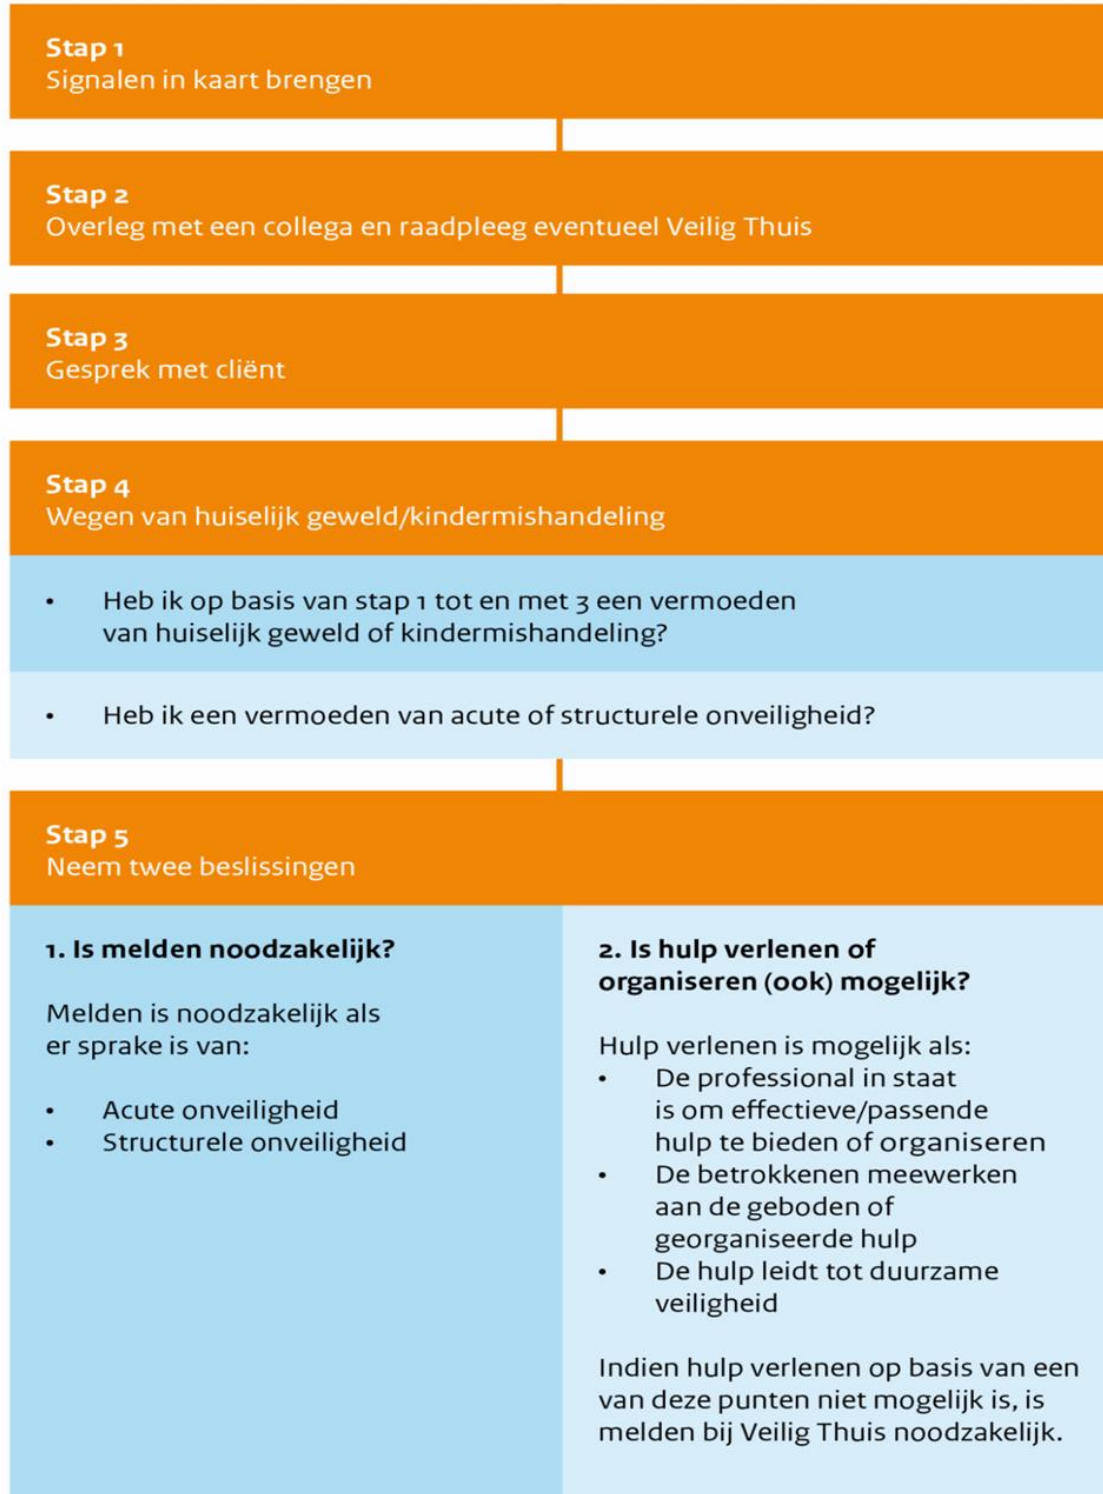 Stap 1
Signalen in kaart brengen
Stap 2
Overleg met een collega en raadpleeg eventueel Veilig Thuis
Stap 3
Gesprek met cliënt
Stap 4
Wegen van huiselijk geweld/kindermishandeling
• Heb ik op basis van stap 1 tot en met 3 een vermoeden
van huiselijk geweld of kindermishandeling?
• Heb ik een vermoeden van acute of structurele onveiligheid?
Stap 5
Neem twee beslissingen
1. Is melden noodzakelijk?
Melden is noodzakelijk als
er sprake is van:
• Acute onveiligheid
• Structurele onveiligheid
2. Is hulp verlenen of
organiseren (ook) mogelijk?
Hulp verlenen is mogelijk als:
• De professional in staat
is om effectieve/passende
hulp te bieden of organiseren
• De betrokkenen meewerken
aan de geboden of
georganiseerde hulp
• De hulp leidt tot duurzame
veiligheid
Indien hulp verlenen op basis van een
van deze punten niet mogelijk is, is
melden bij Veilig Thuis noodzakelijk.